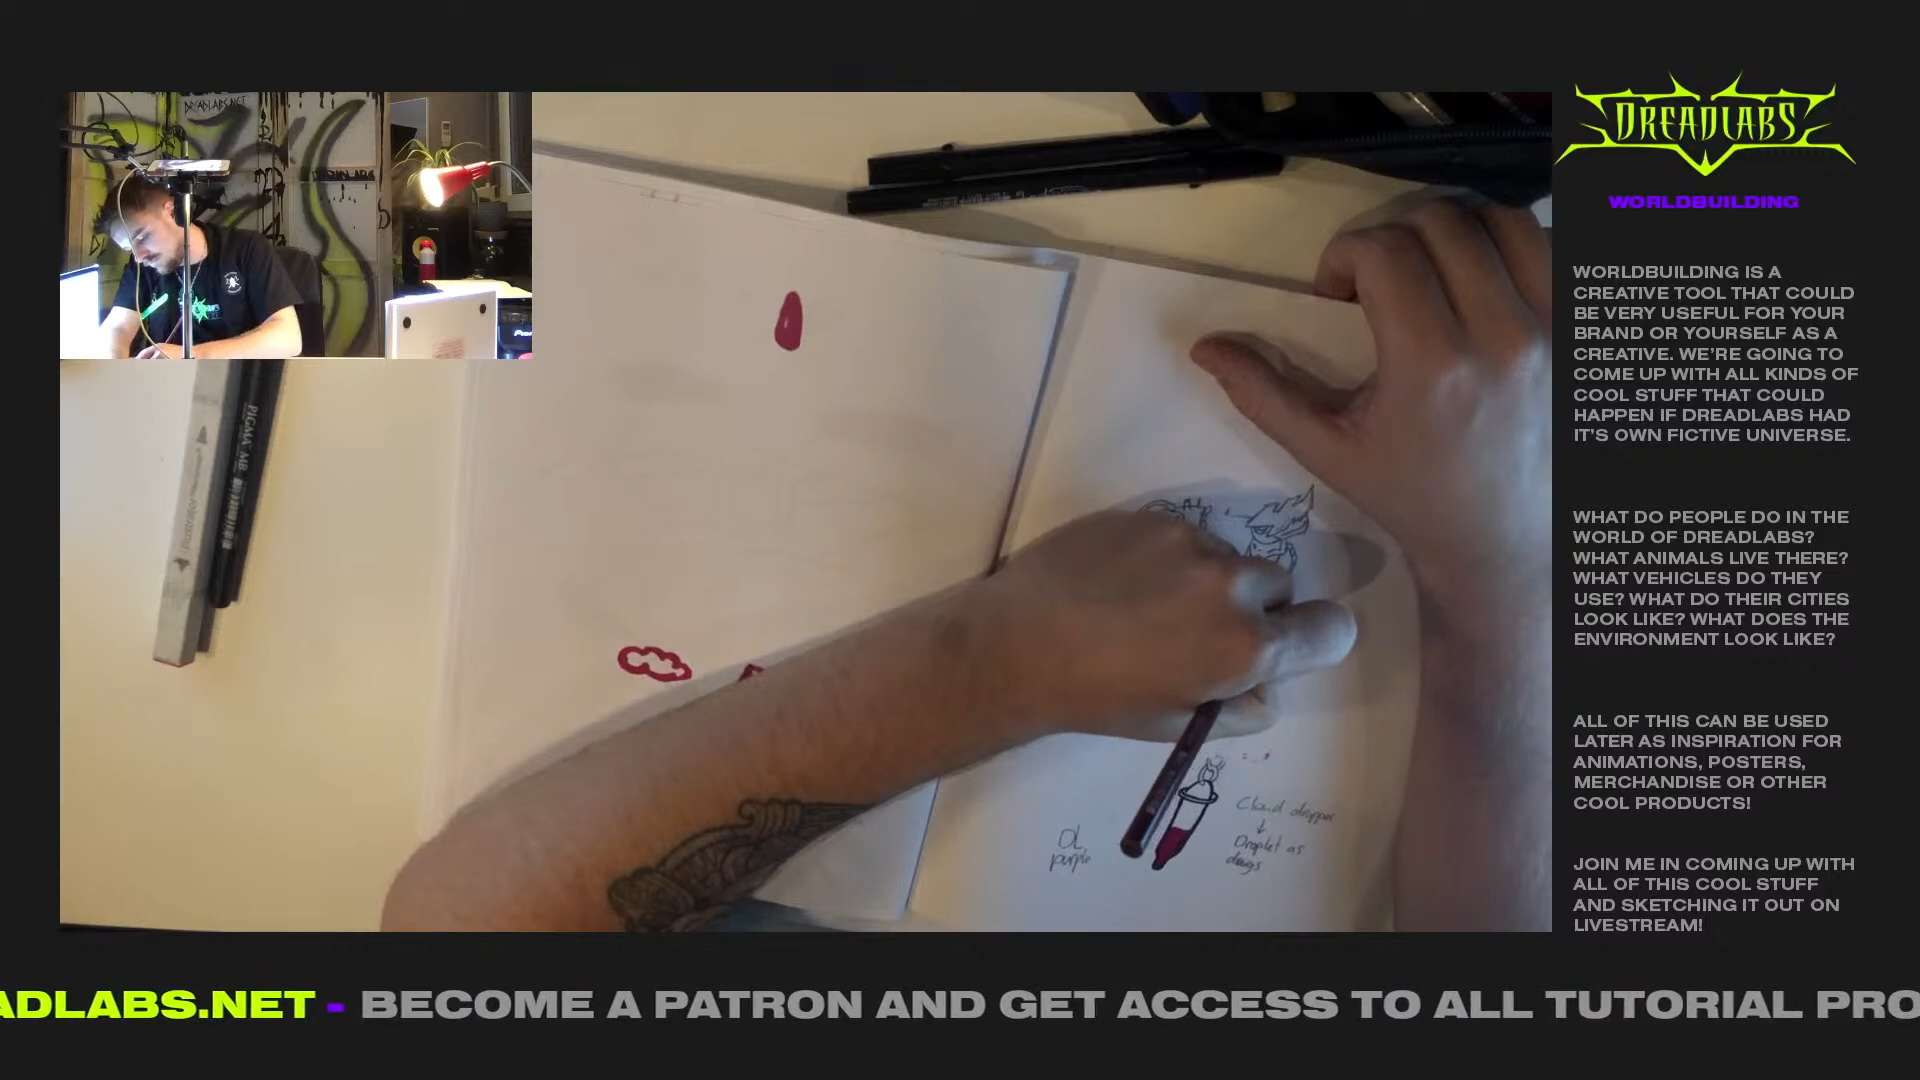 DREADLABS
WORLDBUILDING
WORLDBUILDING IS A
CREATIVE TOOL THAT COULD
BE VERY USEFUL FOR YOUR
BRAND OR YOURSELF AS A
CREATIVE. WE'RE GOING TO
COME UP WITH ALL KINDS OF
COOL STUFF THAT COULD
HAPPEN IF DREADLABS HAD
IT'S OWN FICTIVE UNIVERSE.
WHAT DO PEOPLE DO IN THE
WORLD OF DREADLABS?
WHAT ANIMALS LIVE THERE?
WHAT VEHICLES DO THEY
USE? WHAT DO THEIR CITIES
LOOK LIKE? WHAT DOES THE
ENVIRONMENT LOOK LIKE?
ALL OF THIS CAN BE USED
LATER AS INSPIRATION FOR
ANIMATIONS, POSTERS,
MERCHANDISE OR OTHER
COOL PRODUCTS!
JOIN ME IN COMING UP WITH
ALL OF THIS COOL STUFF
AND SKETCHING IT OUT ON
LIVESTREAM!
DREADLABS.NET
PIGMA MB
Cloud dropper
Droplet as
drugs
DL
purple
ADLABS.NET - BECOME A PATRON AND GET ACCESS TO ALL TUTORIAL PRO